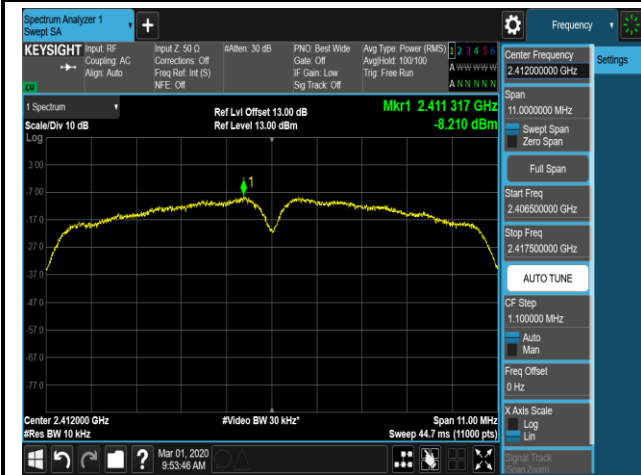 Spectrum Analyzer 1
Swept SA
+
Frequency
KEYSIGHT
Input: RF
Coupling: AC
Align: Auto
Input Z: 50 Ω
Corrections: Off
Freq Ref: Int (S)
NFE: Off
#Atten: 30 dB
PNO: Best Wide
Gate: Off
IF Gain: Low
Sig Track: Off
Avg Type: Power (RMS)
Avg|Hold: 100/100
Trig: Free Run
1 2 3 4 5 6
A W W W W W
A N N N N N
1 Spectrum
Scale/Div 10 dB
Ref Lvl Offset 13.00 dB
Ref Level 13.00 dBm
Mkr1 2.411 317 GHz
-8.210 dBm
Log
3.00
-7.00
-17.0
-27.0
-37.0
-47.0
-57.0
-67.0
-77.0
1
Center 2.412000 GHz
#Res BW 10 kHz
#Video BW 30 kHz*
Span 11.00 MHz
Sweep 44.7 ms (11000 pts)
Center Frequency
2.412000000 GHz
Settings
Span
11.0000000 MHz
Swept Span
Zero Span
Full Span
Start Freq
2.406500000 GHz
Stop Freq
2.417500000 GHz
AUTO TUNE
CF Step
1.100000 MHz
Auto
Man
Freq Offset
0 Hz
X Axis Scale
Log
Lin
Signal Track
(Span Zoom)
?
Mar 01, 2020
9:53:46 AM